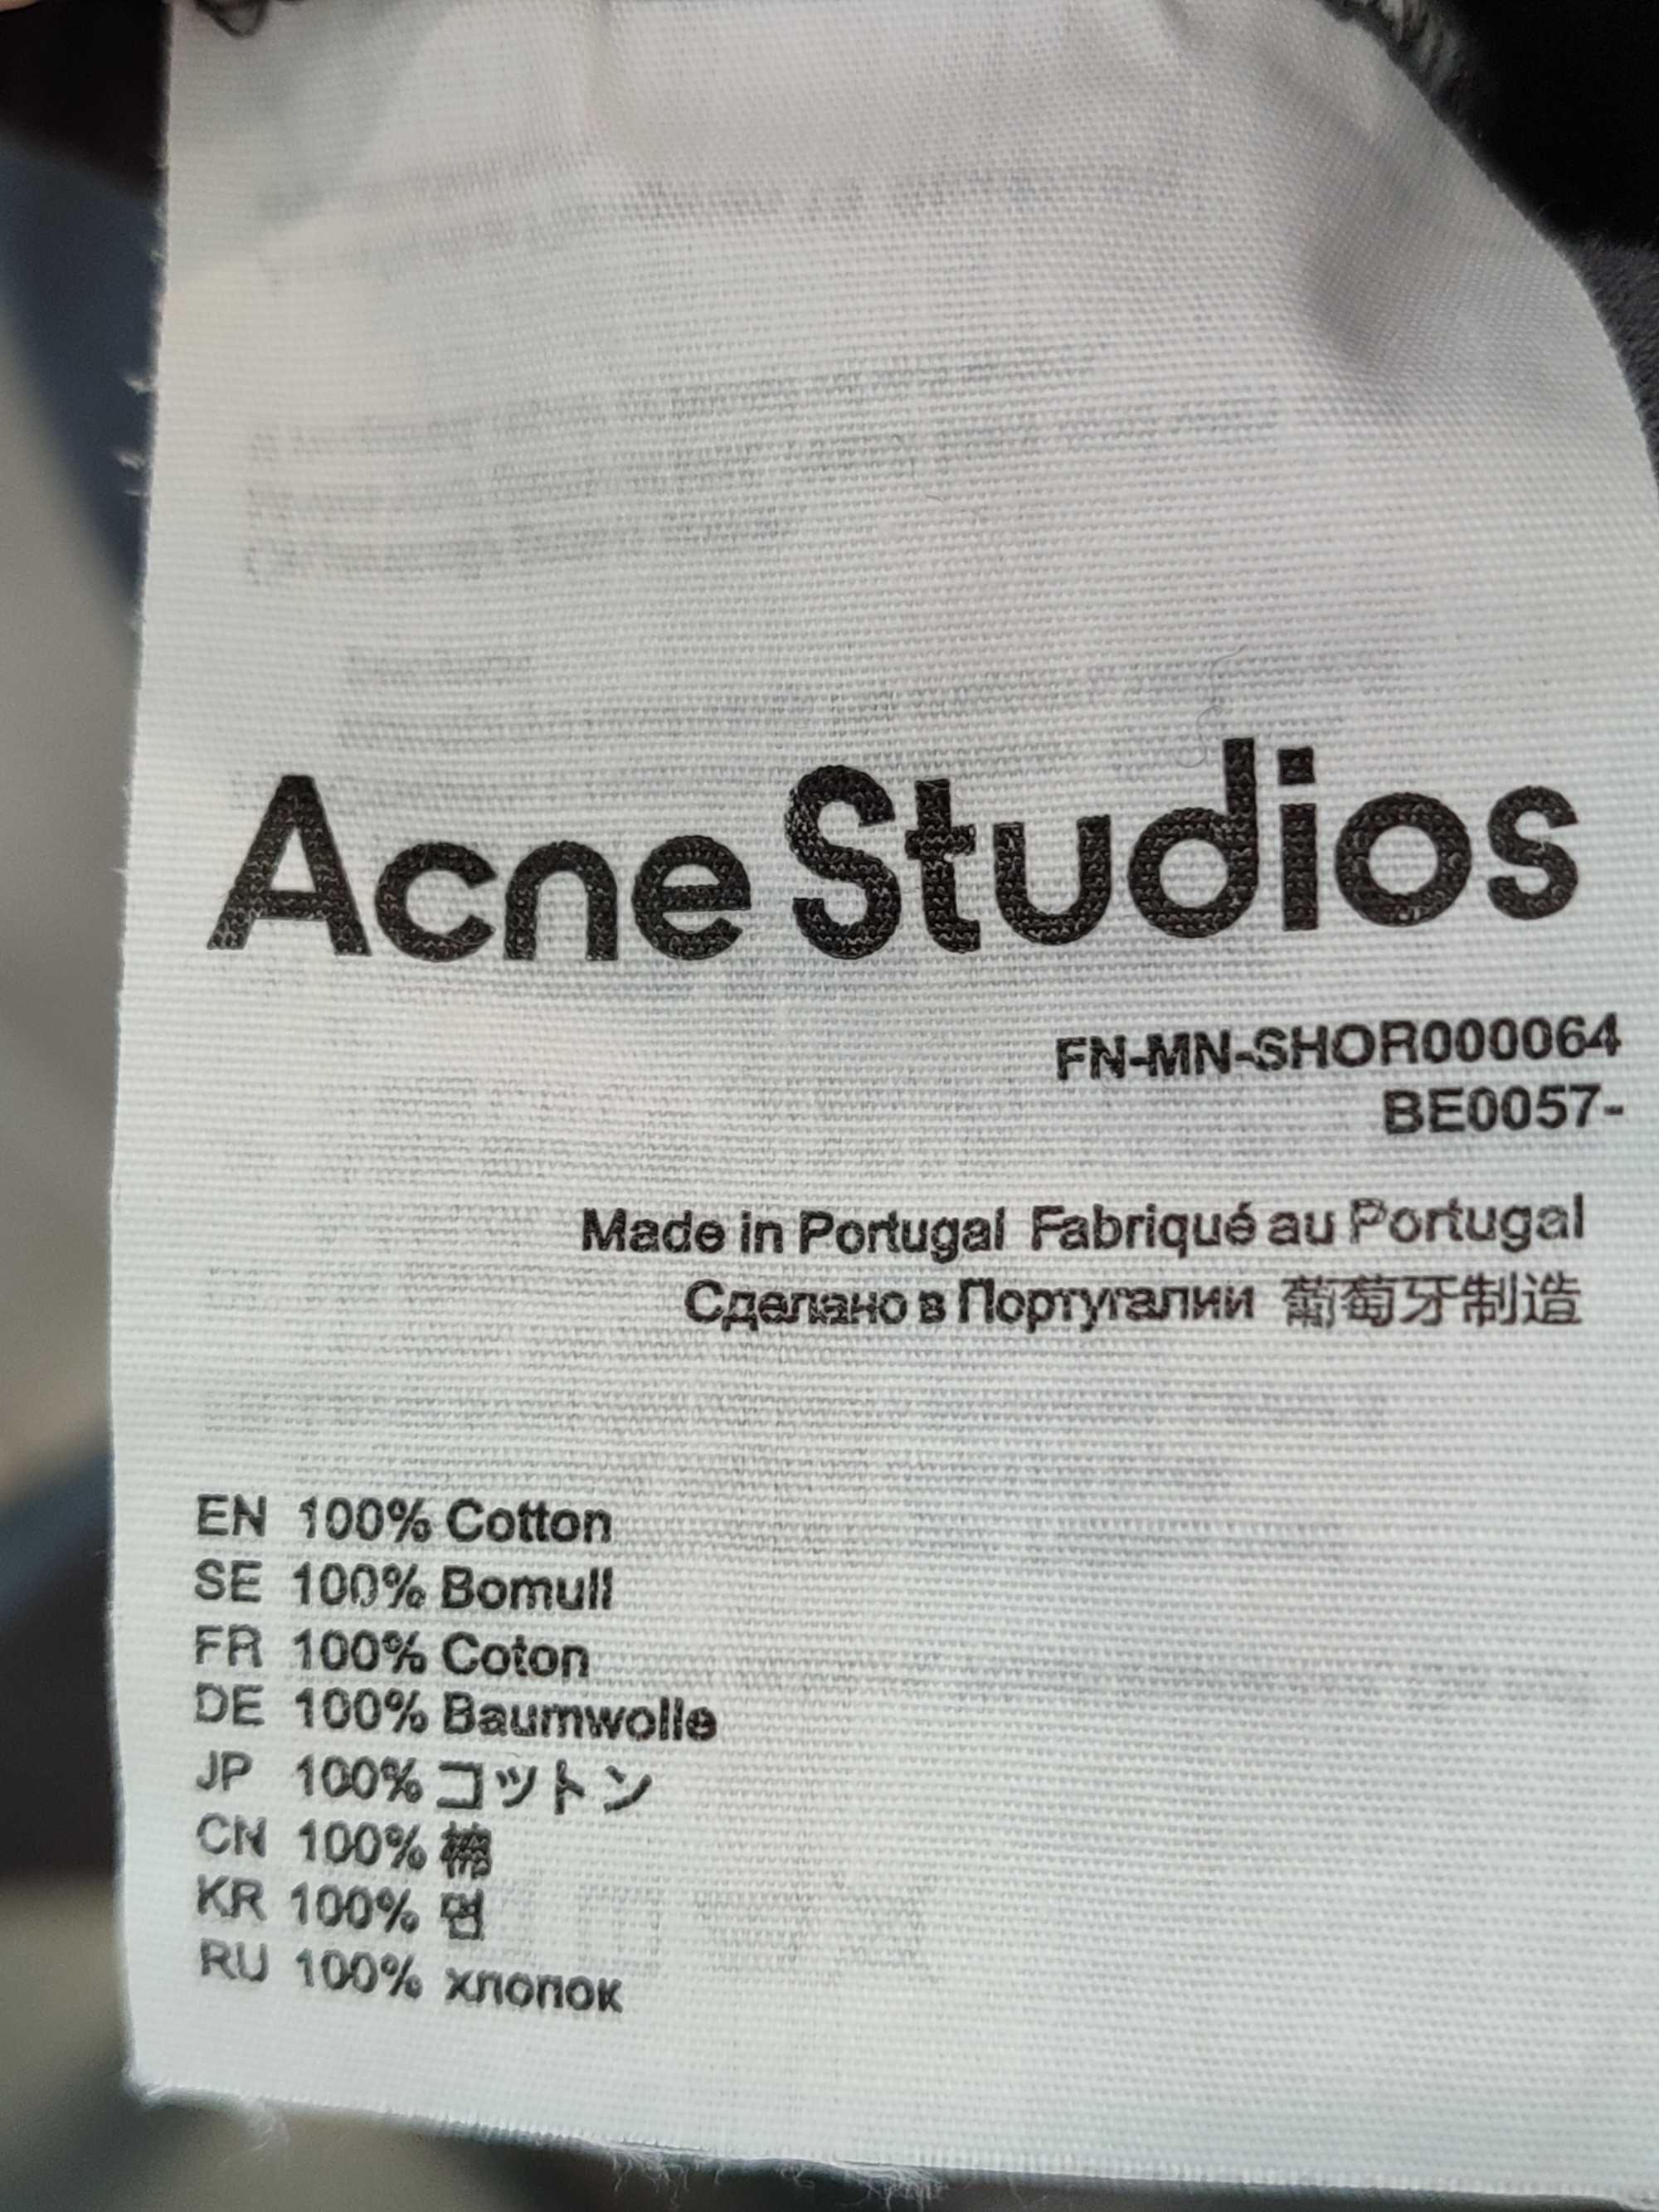 Acne Studios
FN-MN-SHOR000064
BE0057-
Made in Portugal Fabriqué au Portugal
Сделано в Португалии 葡萄牙制造
EN 100% Cotton
SE 100% Bomull
FR 100% Coton
DE 100% Baumwolle
JP 100% コットン
CN 100% 棉
KR 100% 면
RU 100% хлопок